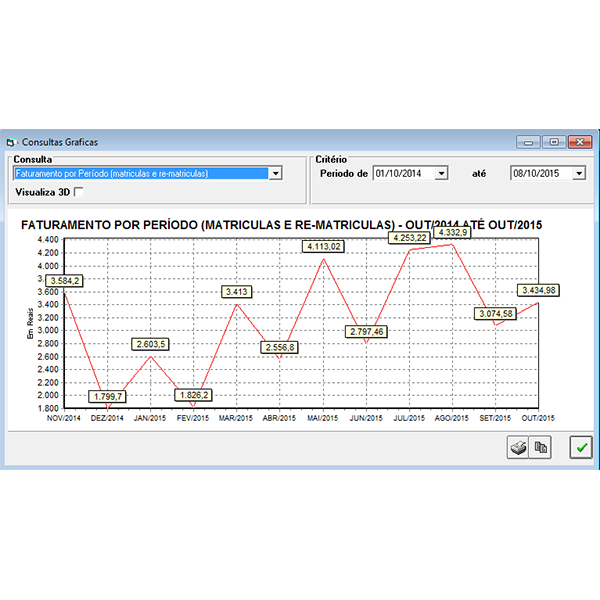 Consultas Graficas
Consulta
Faturamento por Período (matriculas e re-matriculas)
Visualiza 3D
Critério
Periodo de 01/10/2014 até 08/10/2015
FATURAMENTO POR PERÍODO (MATRICULAS E RE-MATRICULAS) - OUT/2014 ATÉ OUT/2015
Em Reais
4.400
4.200
4.000
3.800
3.600
3.400
3.200
3.000
2.800
2.600
2.400
2.200
2.000
1.800
3.584,2
1.799,7
2.603,5
1.826,2
3.413
2.556,8
4.113,02
2.797,46
4.253,22
4.332,9
3.074,58
3.434,98
NOV/2014 DEZ/2014 JAN/2015 FEV/2015 MAR/2015 ABR/2015 MAI/2015 JUN/2015 JUL/2015 AGO/2015 SET/2015 OUT/2015